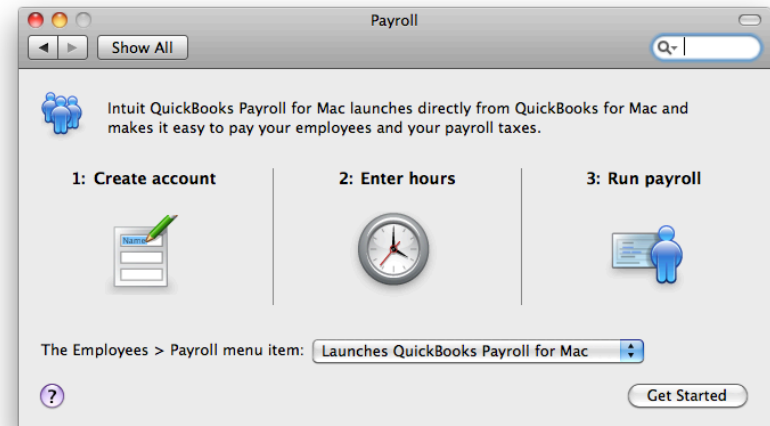 Payroll
Show All
Intuit QuickBooks Payroll for Mac launches directly from QuickBooks for Mac and
makes it easy to pay your employees and your payroll taxes.
1: Create account
2: Enter hours
3: Run payroll
Name
The Employees > Payroll menu item:
Launches QuickBooks Payroll for Mac
?
Get Started